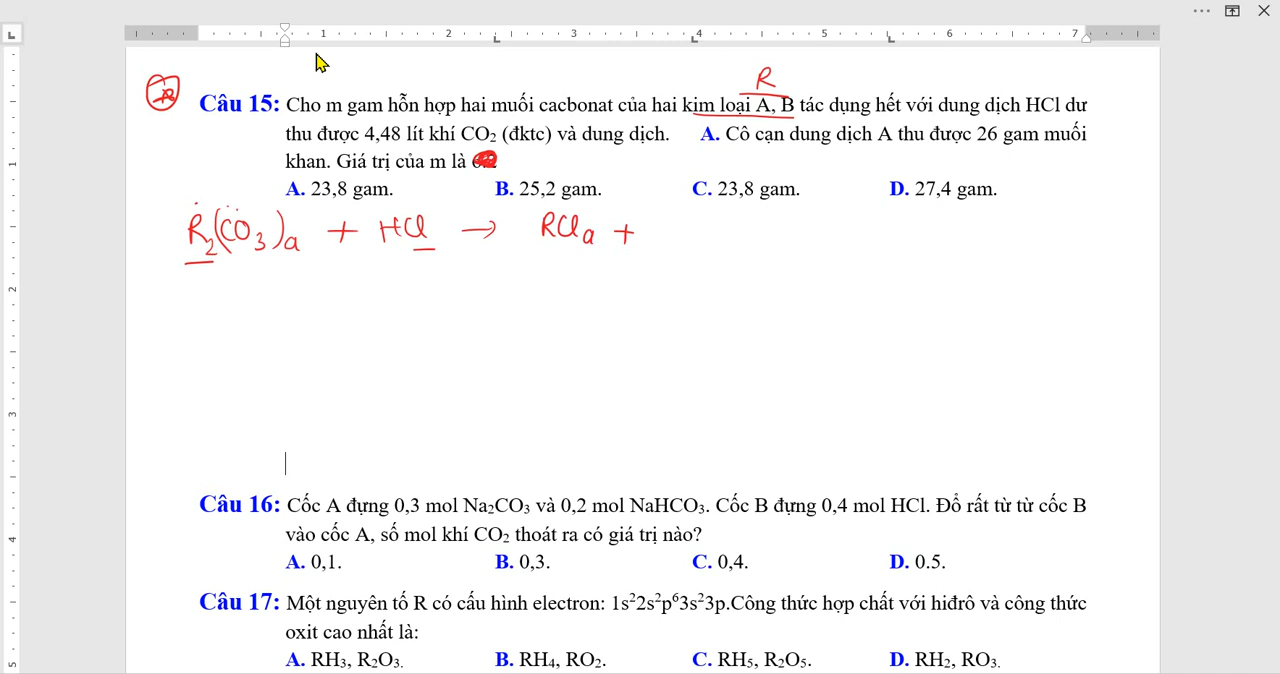 1 2 3 4 5 6 7
R
Câu 15: Cho m gam hỗn hợp hai muối cacbonat của hai kim loại A, B tác dụng hết với dung dịch HCl dư
thu được 4,48 lít khí CO₂ (đktc) và dung dịch. A. Cô cạn dung dịch A thu được 26 gam muối
khan. Giá trị của m là
A. 23,8 gam. B. 25,2 gam. C. 23,8 gam. D. 27,4 gam.
R₂(CO₃)ₐ + HCl → RClₐ +
Câu 16: Cốc A đựng 0,3 mol Na₂CO₃ và 0,2 mol NaHCO₃. Cốc B đựng 0,4 mol HCl. Đổ rất từ từ cốc B
vào cốc A, số mol khí CO₂ thoát ra có giá trị nào?
A. 0,1. B. 0,3. C. 0,4. D. 0.5.
Câu 17: Một nguyên tố R có cấu hình electron: 1s²2s²p⁶3s²3p.Công thức hợp chất với hiđrô và công thức
oxit cao nhất là:
A. RH₃, R₂O₃. B. RH₄, RO₂. C. RH₅, R₂O₅. D. RH₂, RO₃.